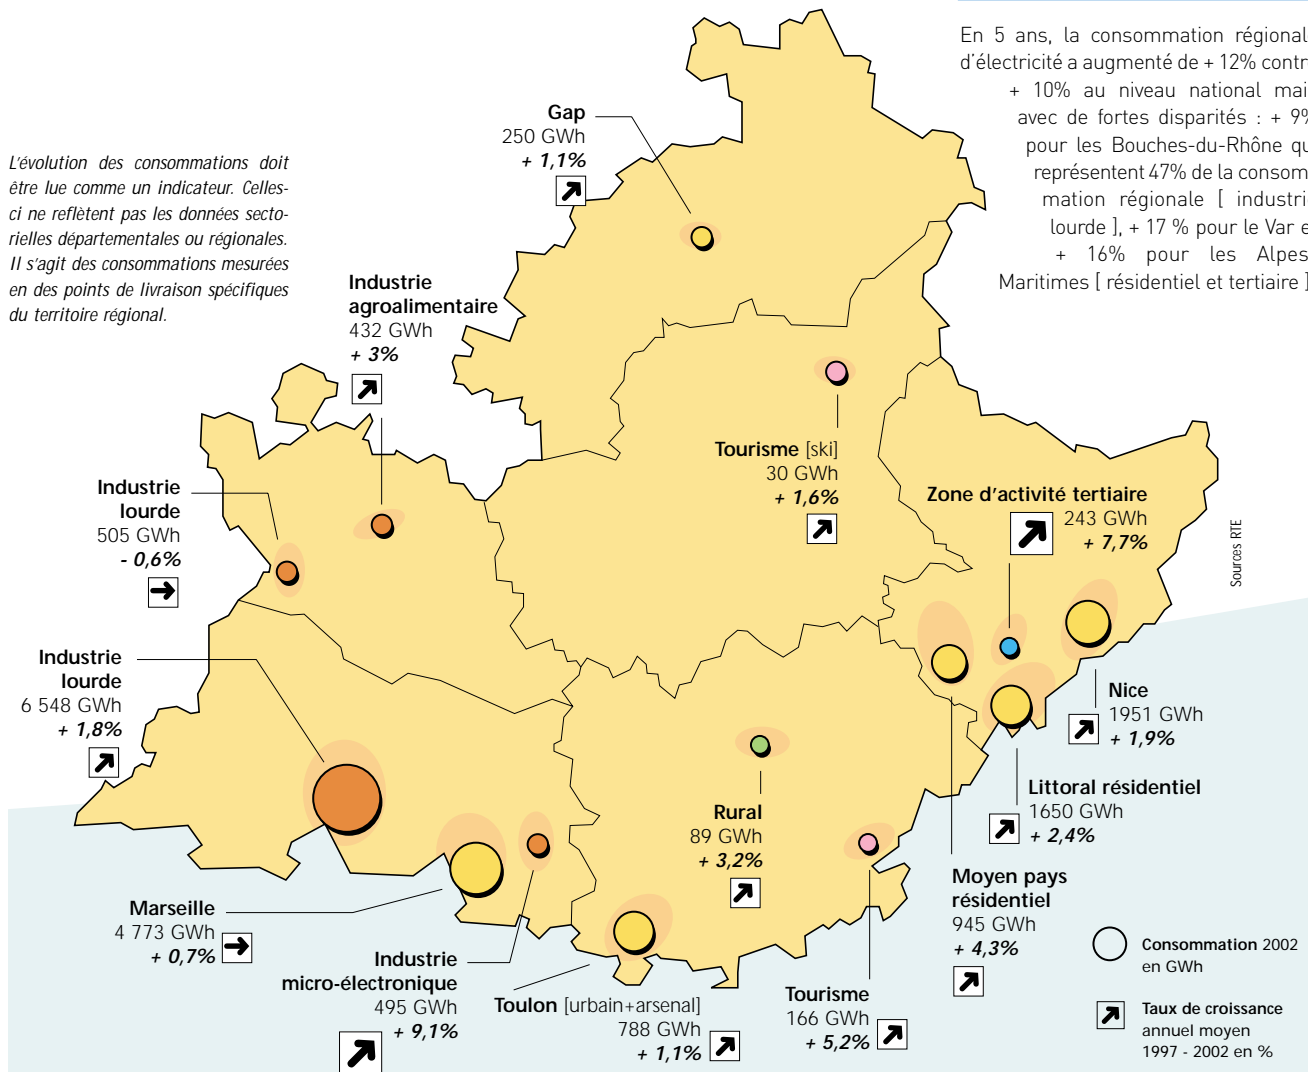 En 5 ans, la consommation régional
d'électricité a augmenté de + 12% contr
+ 10% au niveau national mai
avec de fortes disparités : + 9%
pour les Bouches-du-Rhône qu
représentent 47% de la consom
mation régionale [ industri
lourde ], + 17 % pour le Var e
+ 16% pour les Alpes
Maritimes [ résidentiel et tertiaire ]
L'évolution des consommations doit
être lue comme un indicateur. Celles-
ci ne reflètent pas les données secto-
rielles départementales ou régionales.
Il s'agit des consommations mesurées
en des points de livraison spécifiques
du territoire régional.
Gap
250 GWh
+ 1,1%
Industrie
agroalimentaire
432 GWh
+ 3%
Tourisme [ski]
30 GWh
+ 1,6%
Industrie
lourde
505 GWh
- 0,6%
Zone d'activité tertiaire
243 GWh
+ 7,7%
Sources RTE
Industrie
lourde
6 548 GWh
+ 1,8%
Nice
1951 GWh
+ 1,9%
Littoral résidentiel
1650 GWh
+ 2,4%
Rural
89 GWh
+ 3,2%
Moyen pays
résidentiel
945 GWh
+ 4,3%
Marseille
4 773 GWh
+ 0,7%
Industrie
micro-électronique
495 GWh
+ 9,1%
Toulon [urbain+arsenal]
788 GWh
+ 1,1%
Tourisme
166 GWh
+ 5,2%
Consommation 2002
en GWh
Taux de croissance
annuel moyen
1997 - 2002 en %